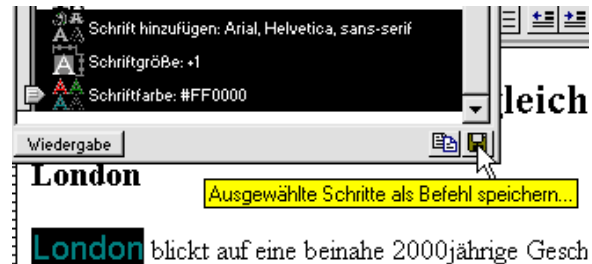 Schrift hinzufügen: Arial, Helvetica, sans-serif
Schriftgröße: +1
Schriftfarbe: #FF0000
leich
Wiedergabe
London
Ausgewählte Schritte als Befehl speichern...
London blickt auf eine beinahe 2000jährige Gesch